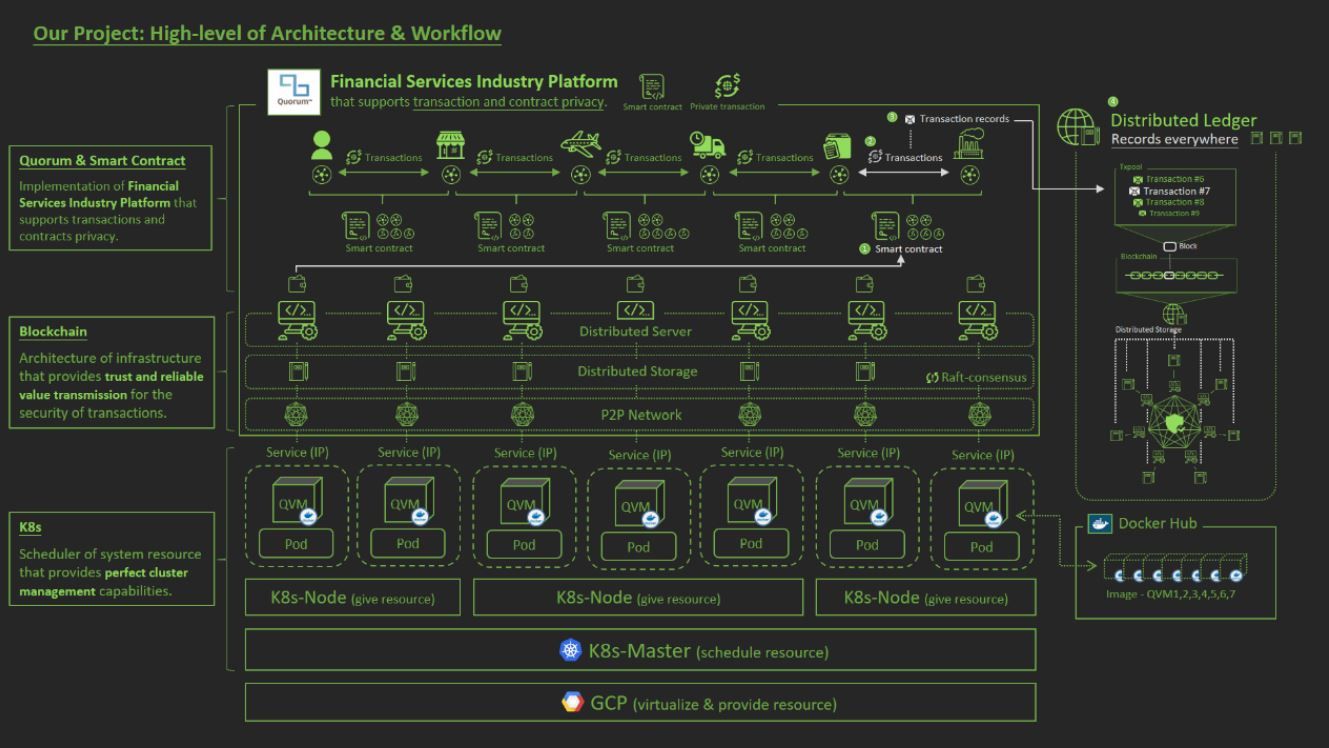 Our Project: High-level of Architecture & Workflow
Quorum™
Financial Services Industry Platform
that supports transaction and contract privacy.
Smart contract
Private transaction
3
Transaction records
2
Transactions
Transactions
Transactions
Transactions
Transactions
Smart contract
Smart contract
Smart contract
Smart contract
1
Smart contract
Quorum & Smart Contract
Implementation of Financial
Services Industry Platform that
supports transactions and
contracts privacy.
Blockchain
Architecture of infrastructure
that provides trust and reliable
value transmission for the
security of transactions.
K8s
Scheduler of system resource
that provides perfect cluster
management capabilities.
</>
</>
</>
</>
</>
</>
</>
Distributed Server
Distributed Storage
Raft-consensus
P2P Network
Service (IP)
Service (IP)
Service (IP)
Service (IP)
Service (IP)
Service (IP)
Service (IP)
QVM
QVM
QVM
QVM
QVM
QVM
QVM
Pod
Pod
Pod
Pod
Pod
Pod
Pod
K8s-Node (give resource)
K8s-Node (give resource)
K8s-Node (give resource)
K8s-Master (schedule resource)
GCP (virtualize & provide resource)
4
Distributed Ledger
Records everywhere
Txpool
Transaction #6
Transaction #7
Transaction #8
Transaction #9
Block
Blockchain
Distributed Storage
Docker Hub
Image - QVM1,2,3,4,5,6,7